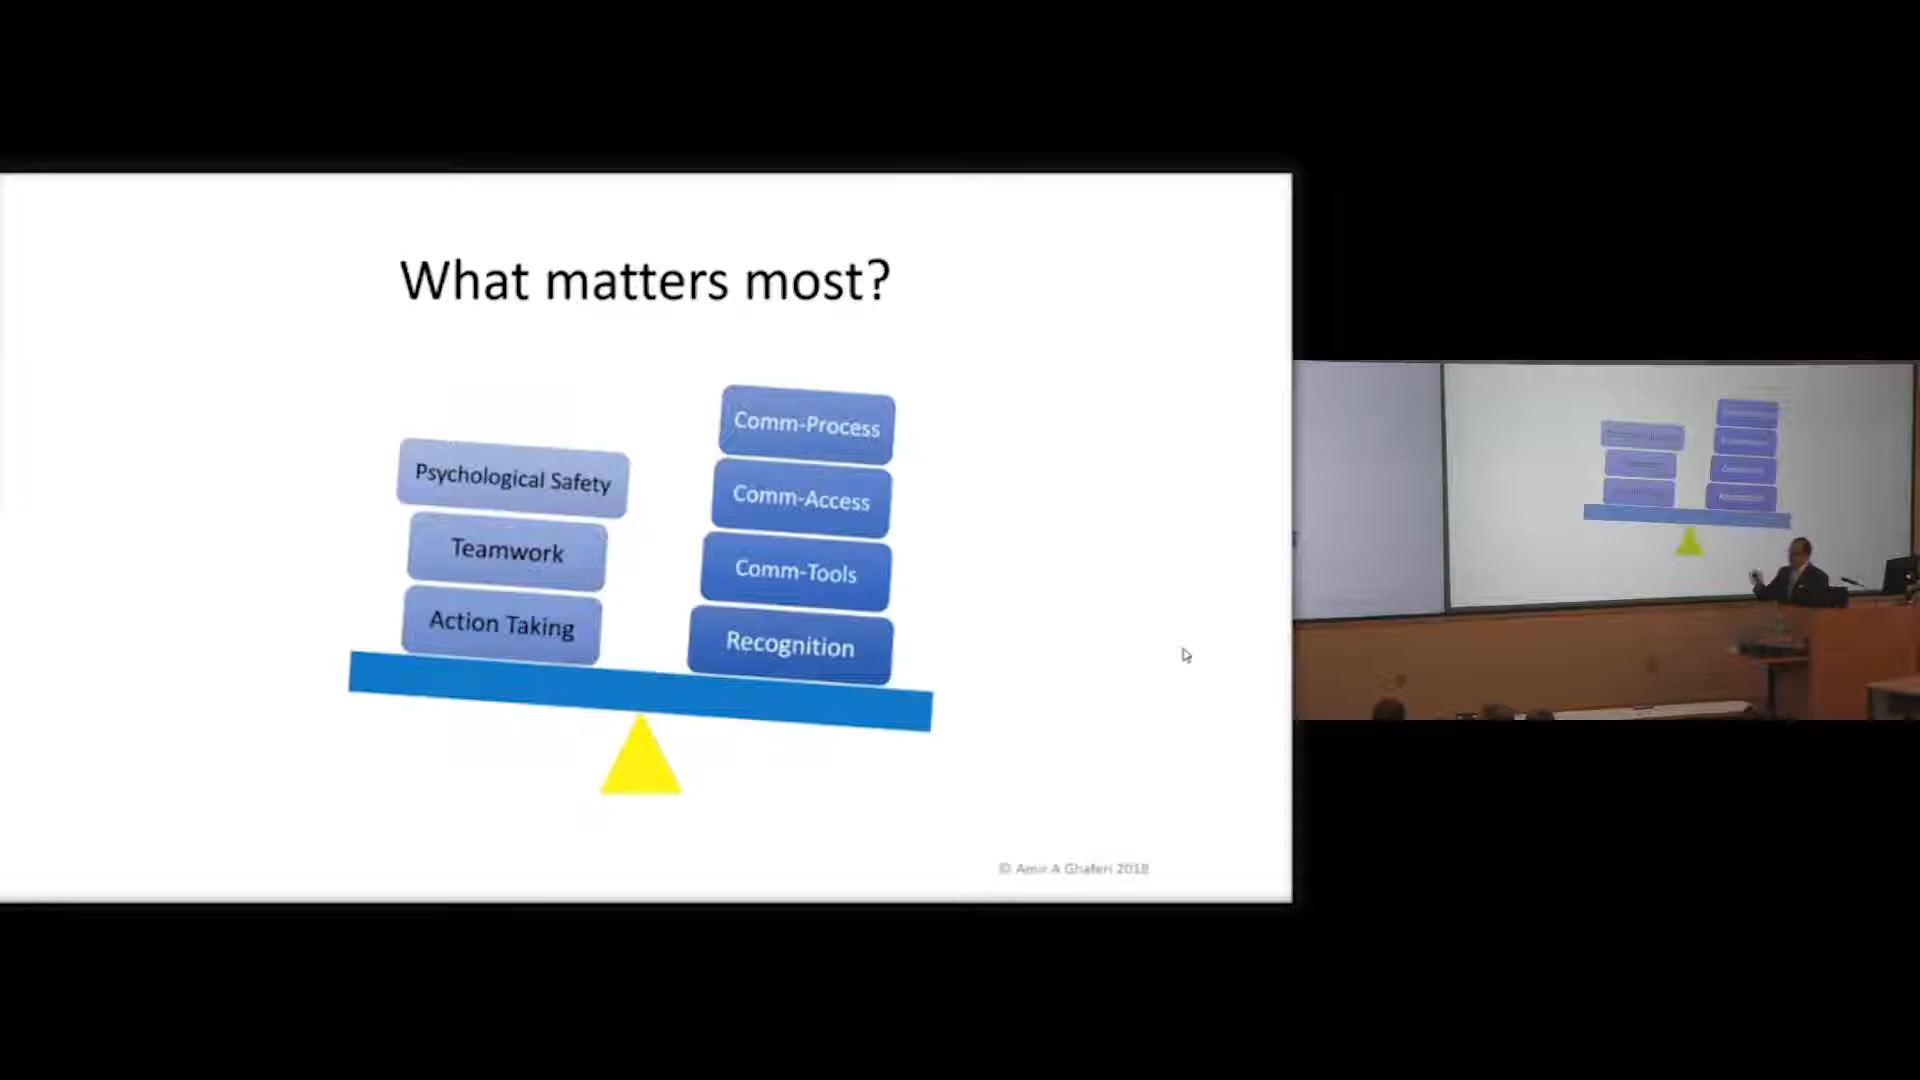 What matters most?
Psychological Safety
Teamwork
Action Taking
Comm-Process
Comm-Access
Comm-Tools
Recognition
© Amir A Ghaferi 2018